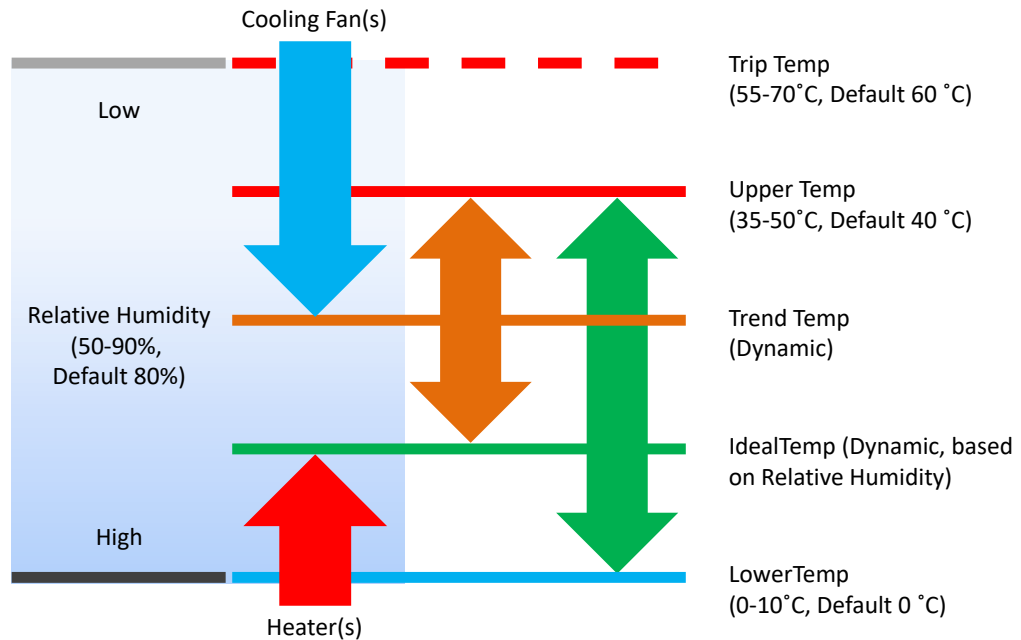 Cooling Fan(s)
Trip Temp
(55-70˚C, Default 60 ˚C)
Low
Upper Temp
(35-50˚C, Default 40 ˚C)
Relative Humidity
(50-90%,
Default 80%)
Trend Temp
(Dynamic)
IdealTemp (Dynamic, based
on Relative Humidity)
High
LowerTemp
(0-10˚C, Default 0 ˚C)
Heater(s)